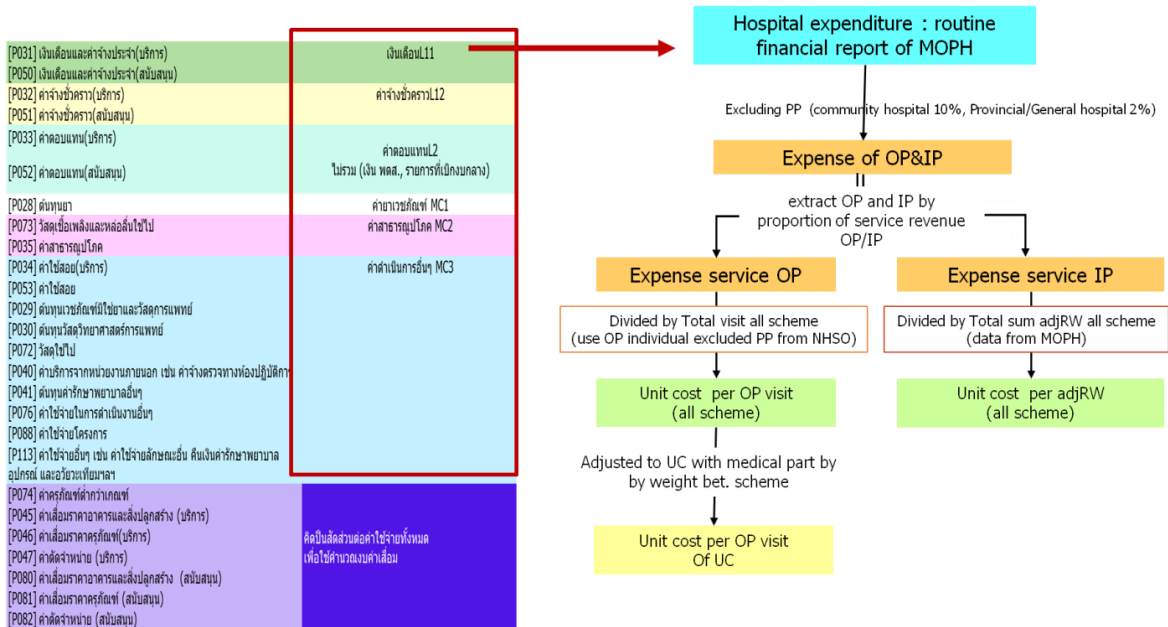 [P031] เงินเดือนและค่าจ้างประจำ(บริการ)
เงินเดือนL11
[P050] เงินเดือนและค่าจ้างประจำ(สนับสนุน)
[P032] ค่าจ้างชั่วคราว(บริการ)
ค่าจ้างชั่วคราวL12
[P051] ค่าจ้างชั่วคราว(สนับสนุน)
[P033] ค่าตอบแทน(บริการ)
ค่าตอบแทนL2
ไม่รวม (เงิน พตส., รายการที่เบิกงบกลาง)
[P052] ค่าตอบแทน(สนับสนุน)
[P028] ต้นทุนยา
ค่ายาเวชภัณฑ์ MC1
[P073] วัสดุเชื้อเพลิงและหล่อลื่นใช้ไป
ค่าสาธารณูปโภค MC2
[P035] ค่าสาธารณูปโภค
[P034] ค่าใช้สอย(บริการ)
ค่าดำเนินการอื่นๆ MC3
[P053] ค่าใช้สอย
[P029] ต้นทุนเวชภัณฑ์มิใช่ยาและวัสดุการแพทย์
[P030] ต้นทุนวัสดุวิทยาศาสตร์การแพทย์
[P072] วัสดุใช้ไป
[P040] ค่าบริการจากหน่วยงานภายนอก เช่น ค่าจ้างตรวจทางห้องปฏิบัติการ
[P041] ต้นทุนค่ารักษาพยาบาลอื่นๆ
[P076] ค่าใช้จ่ายในการดำเนินงานอื่นๆ
[P088] ค่าใช้จ่ายโครงการ
[P113] ค่าใช้จ่ายอื่นๆ เช่น ค่าใช้จ่ายลักษณะอื่น คืนเงินค่ารักษาพยาบาล
อุปกรณ์ และอวัยวะเทียมฯลฯ
[P074] ค่าครุภัณฑ์ต่ำกว่าเกณฑ์
[P045] ค่าเสื่อมราคาอาคารและสิ่งปลูกสร้าง (บริการ)
[P046] ค่าเสื่อมราคาครุภัณฑ์(บริการ)
[P047] ค่าตัดจำหน่าย (บริการ)
[P080] ค่าเสื่อมราคาอาคารและสิ่งปลูกสร้าง (สนับสนุน)
[P081] ค่าเสื่อมราคาครุภัณฑ์ (สนับสนุน)
[P082] ค่าตัดจำหน่าย (สนับสนุน)
คิดเป็นสัดส่วนต่อค่าใช้จ่ายทั้งหมด
เพื่อใช้คำนวณงบค่าเสื่อม
Hospital expenditure : routine
financial report of MOPH
Excluding PP (community hospital 10%, Provincial/General hospital 2%)
Expense of OP&IP
extract OP and IP by
proportion of service revenue
OP/IP
Expense service OP
Expense service IP
Divided by Total visit all scheme
(use OP individual excluded PP from NHSO)
Divided by Total sum adjRW all scheme
(data from MOPH)
Unit cost per OP visit
(all scheme)
Unit cost per adjRW
(all scheme)
Adjusted to UC with medical part by
by weight bet. scheme
Unit cost per OP visit
Of UC